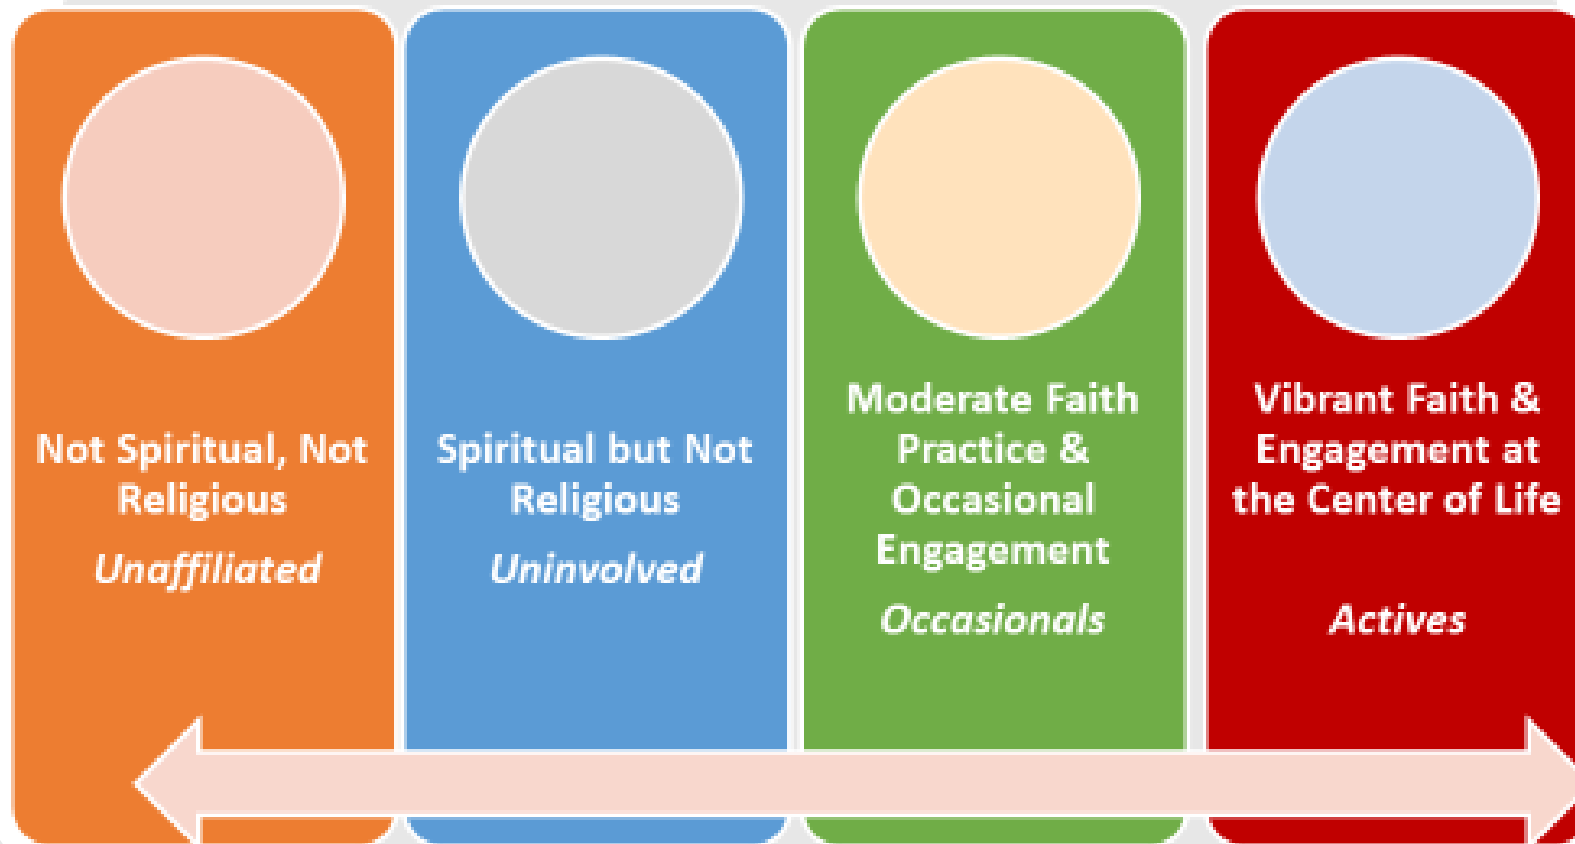 Not Spiritual, Not
Religious
Unaffiliated
Spiritual but Not
Religious
Uninvolved
Moderate Faith
Practice &
Occasional
Engagement
Occasionals
Vibrant Faith &
Engagement at
the Center of Life
Actives